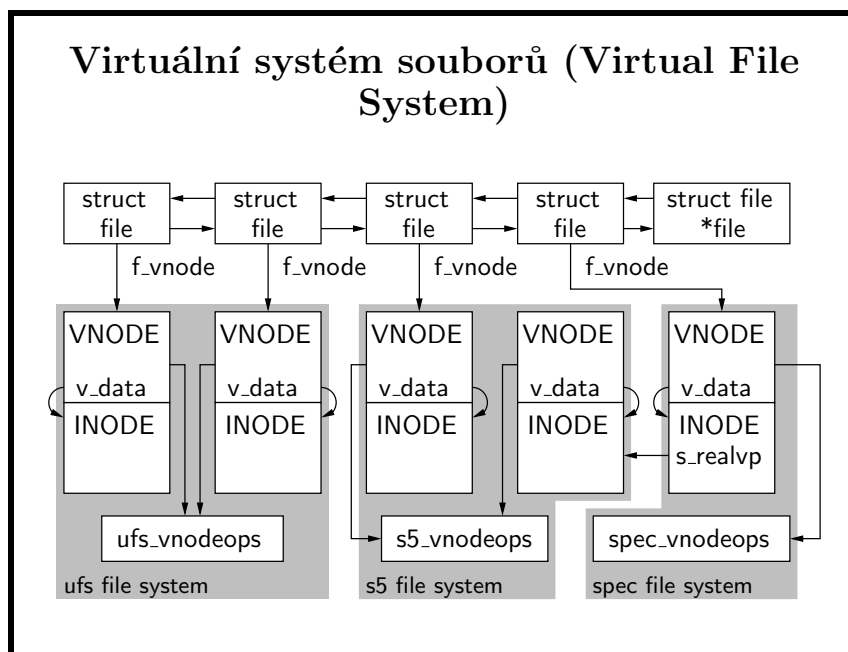 Virtuální systém souborů (Virtual File
System)
struct
file
struct
file
struct
file
struct
file
struct file
*file
f_vnode
f_vnode
f_vnode
f_vnode
VNODE
VNODE
VNODE
VNODE
VNODE
v_data
v_data
v_data
v_data
v_data
INODE
INODE
INODE
INODE
INODE
s_realvp
ufs_vnodeops
s5_vnodeops
spec_vnodeops
ufs file system
s5 file system
spec file system